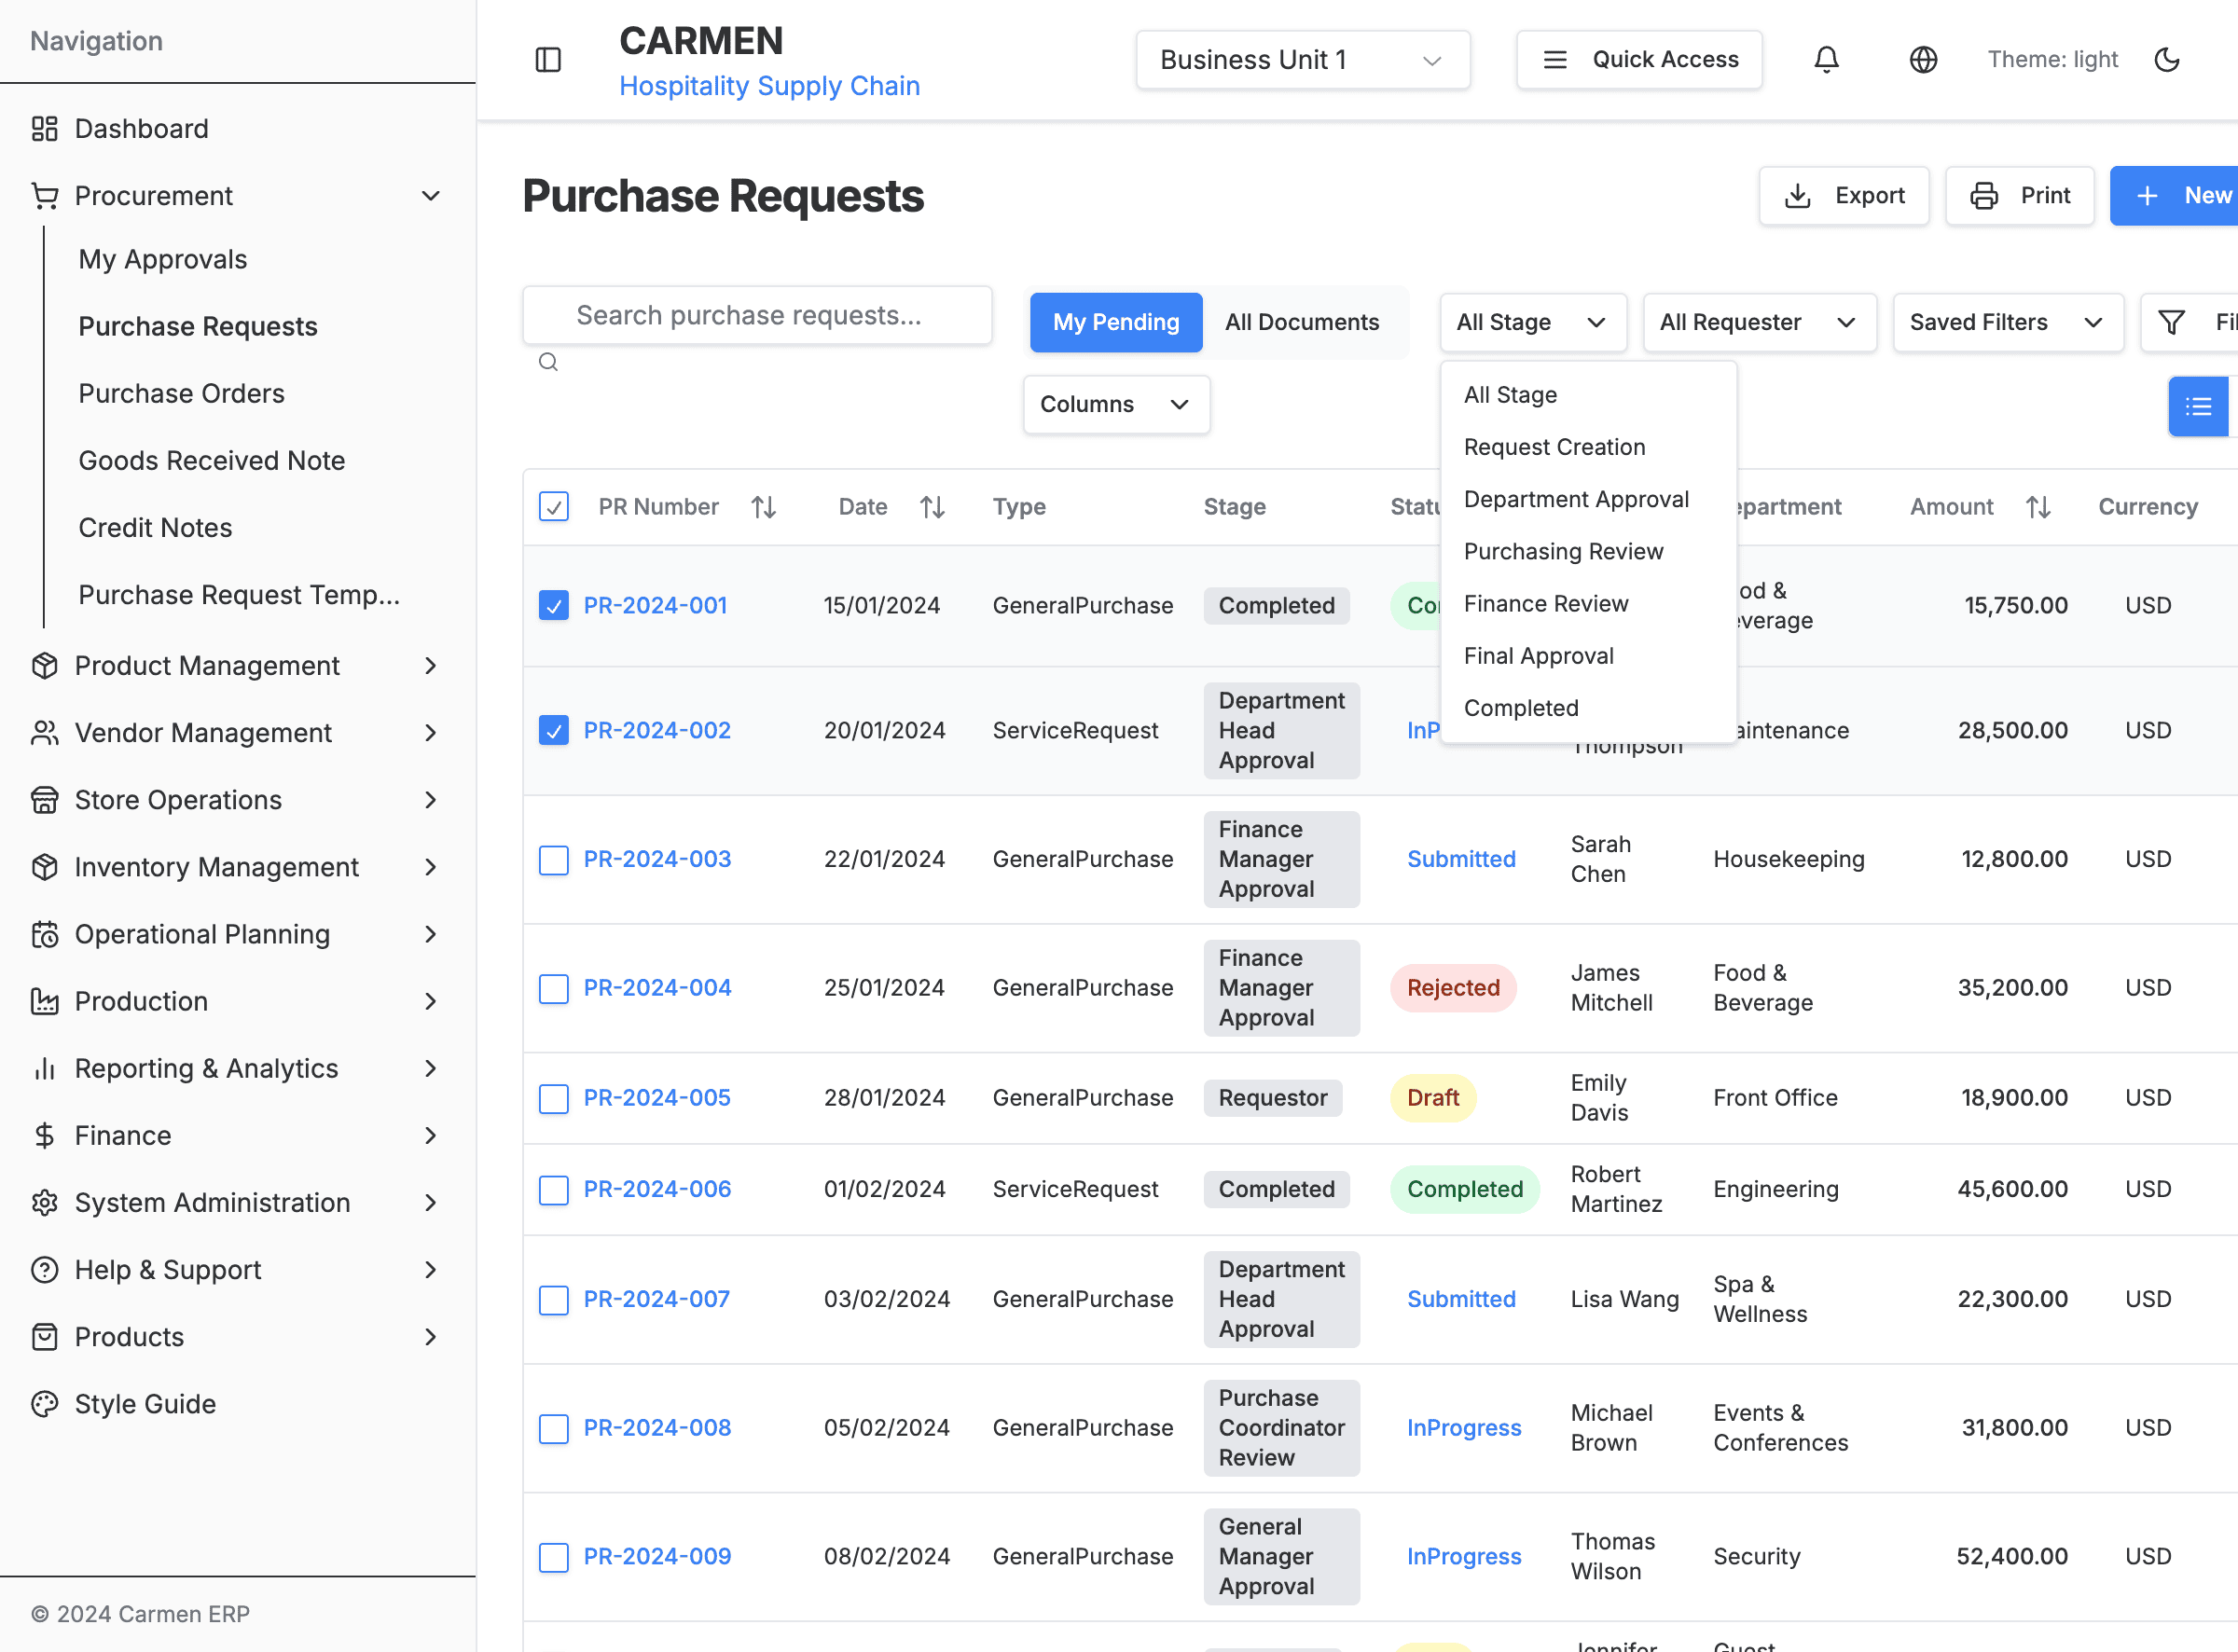 Navigation
Dashboard
Procurement
My Approvals
Purchase Requests
Purchase Orders
Goods Received Note
Credit Notes
Purchase Request Temp...
Product Management
Vendor Management
Store Operations
Inventory Management
Operational Planning
Production
Reporting & Analytics
Finance
System Administration
Help & Support
Products
Style Guide
© 2024 Carmen ERP
CARMEN
Hospitality Supply Chain
Business Unit 1
Quick Access
Theme: light
Purchase Requests
Export
Print
New
Search purchase requests...
My Pending
All Documents
All Stage
All Requester
Saved Filters
Columns
All Stage
Request Creation
Department Approval
Purchasing Review
Finance Review
Final Approval
Completed
PR Number Date Type Stage Amount Currency
PR-2024-001 15/01/2024 GeneralPurchase Completed 15,750.00 USD
PR-2024-002 20/01/2024 ServiceRequest
Department
Head
Approval
Thompson
28,500.00 USD
PR-2024-003 22/01/2024 GeneralPurchase
Finance
Manager
Approval
Submitted
Sarah
Chen
Housekeeping 12,800.00 USD
PR-2024-004 25/01/2024 GeneralPurchase
Finance
Manager
Approval
Rejected
James
Mitchell
Food &
Beverage
35,200.00 USD
PR-2024-005 28/01/2024 GeneralPurchase Requestor Draft
Emily
Davis
Front Office 18,900.00 USD
PR-2024-006 01/02/2024 ServiceRequest Completed Completed
Robert
Martinez
Engineering 45,600.00 USD
PR-2024-007 03/02/2024 GeneralPurchase
Department
Head
Approval
Submitted Lisa Wang
Spa &
Wellness
22,300.00 USD
PR-2024-008 05/02/2024 GeneralPurchase
Purchase
Coordinator
Review
InProgress
Michael
Brown
Events &
Conferences
31,800.00 USD
PR-2024-009 08/02/2024 GeneralPurchase
General
Manager
Approval
InProgress
Thomas
Wilson
Security 52,400.00 USD